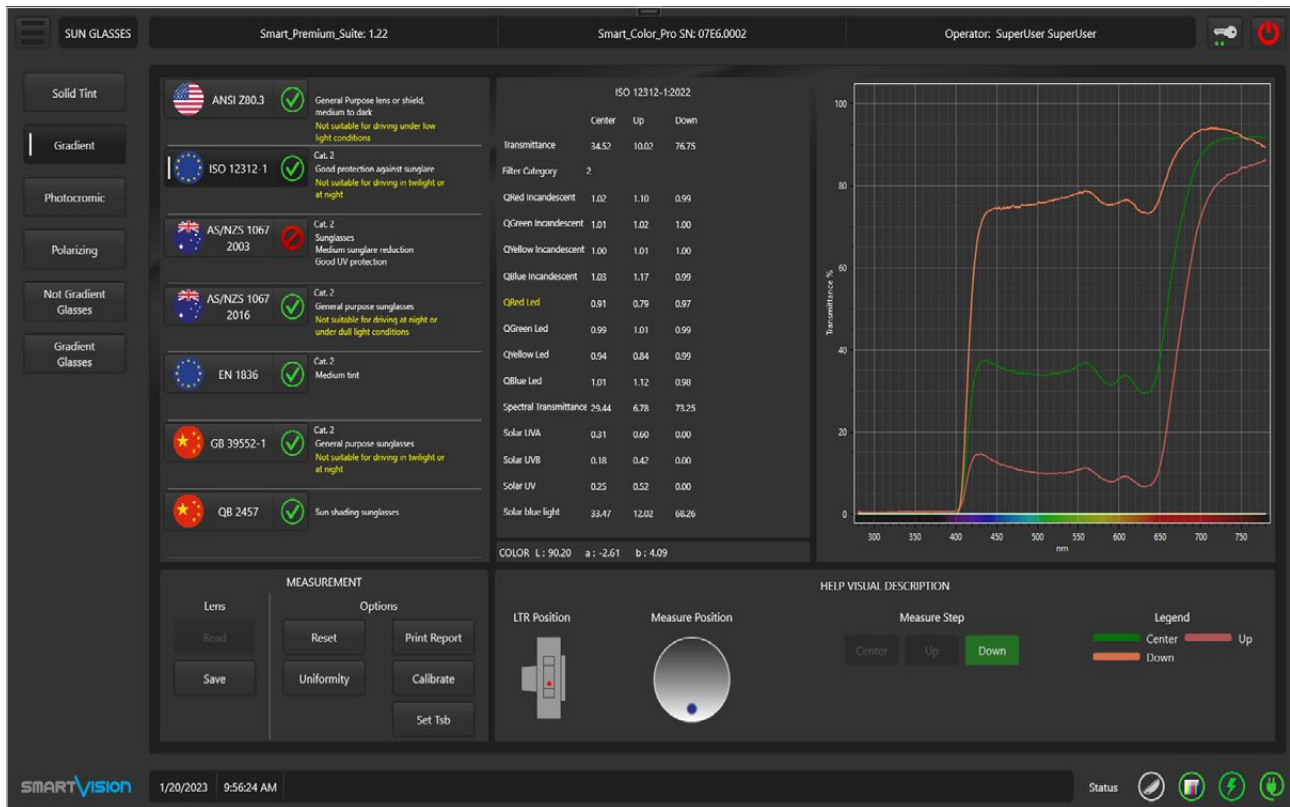 SUN GLASSES
Smart_Premium_Suite: 1.22
Smart_Color_Pro SN: 07E6.0002
Operator: SuperUser SuperUser
Solid Tint
Gradient
Photocromic
Polarizing
Not Gradient
Glasses
Gradient
Glasses
ANSI Z80.3
General Purpose lens or shield,
medium to dark
Not suitable for driving under low
light conditions
ISO 12312-1
Cat. 2
Good protection against sunglare
Not suitable for driving in twilight or
at night
AS/NZS 1067
2003
Cat. 2
Sunglasses
Medium sunglare reduction
Good UV protection
AS/NZS 1067
2016
Cat. 2
General purpose sunglasses
Not suitable for driving at night or
under dull light conditions
EN 1836
Cat. 2
Medium tint
GB 39552-1
Cat. 2
General purpose sunglasses
Not suitable for driving in twilight or
at night
QB 2457
Sun shading sunglasses
ISO 12312-1:2022
Center Up Down
Transmittance 34.52 10.02 76.75
Filter Category 2
QRed Incandescent 1.02 1.10 0.99
QGreen Incandescent 1.01 1.02 1.00
QYellow Incandescent 1.00 1.01 1.00
QBlue Incandescent 1.03 1.17 0.99
QRed Led 0.91 0.79 0.97
QGreen Led 0.99 1.01 0.99
QYellow Led 0.94 0.84 0.99
QBlue Led 1.01 1.12 0.98
Spectral Transmittance 29.44 6.78 73.25
Solar UVA 0.31 0.60 0.00
Solar UVB 0.18 0.42 0.00
Solar UV 0.25 0.52 0.00
Solar blue light 33.47 12.02 68.26
COLOR L : 90.20 a : -2.61 b : 4.09
Transmittance %
100
80
60
40
20
0
300 350 400 450 500 550 600 650 700 750
nm
MEASUREMENT
Lens
Options
Read
Reset
Print Report
Save
Uniformity
Calibrate
Set Tsb
HELP VISUAL DESCRIPTION
LTR Position
Measure Position
Measure Step
Legend
Center
Up
Down
Center
Up
Down
SMARTVISION
1/20/2023 9:56:24 AM
Status